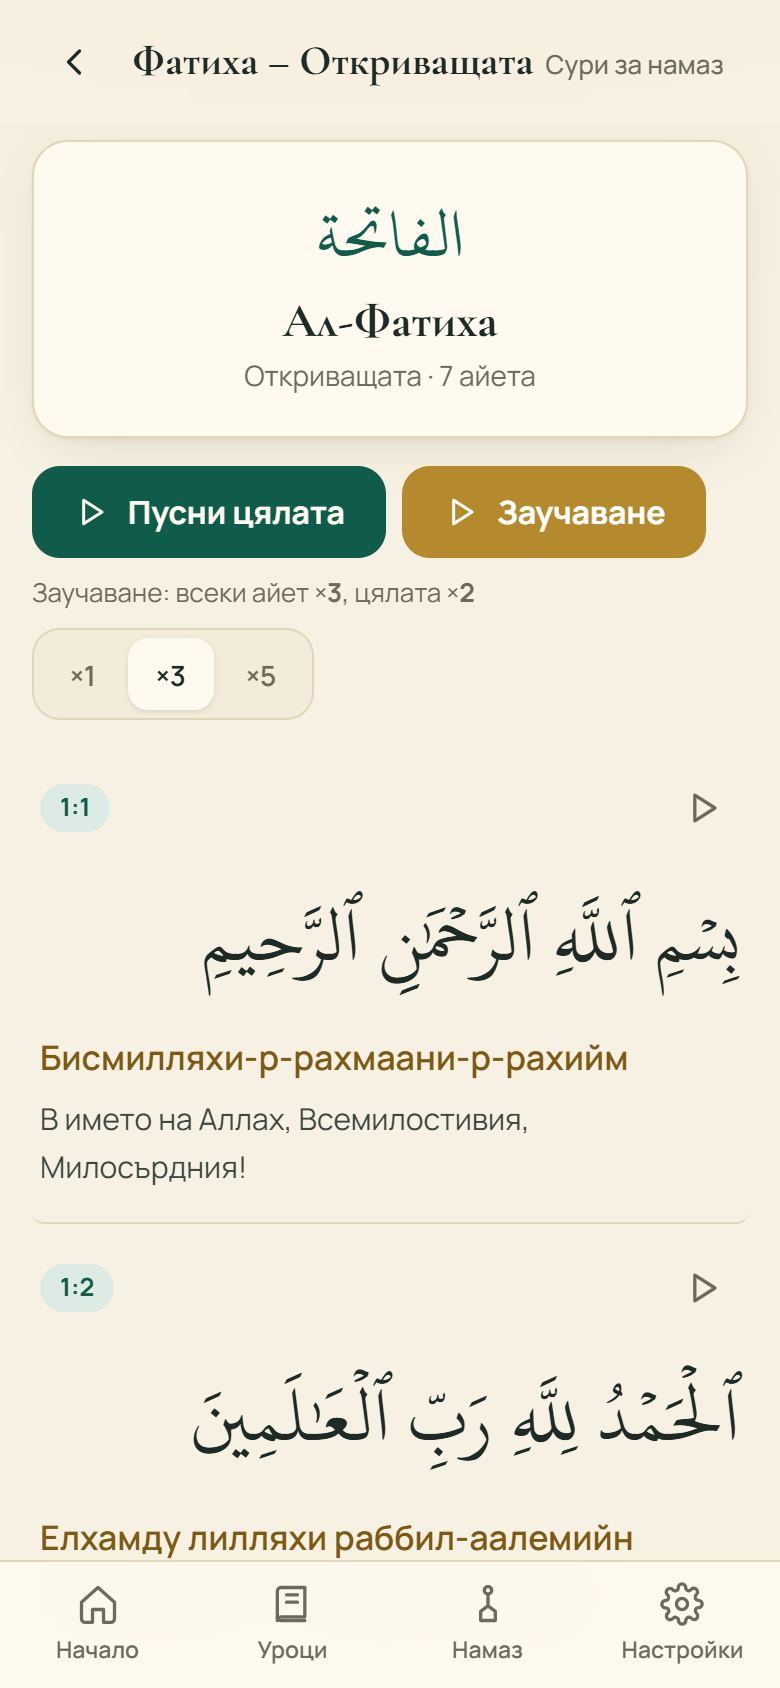 Фатиха – Откриващата Сури за намаз
الفاتحة
Ал-Фатиха
Откриващата · 7 айета
Пусни цялата Заучаване
Заучаване: всеки айет ×3, цялата ×2
×1 ×3 ×5
1:1
بِسْمِ ٱللَّهِ ٱلرَّحْمَٰنِ ٱلرَّحِيمِ
Бисмилляхи-р-рахмаани-р-рахийм
В името на Аллах, Всемилостивия,
Милосърдния!
1:2
ٱلْحَمْدُ لِلَّهِ رَبِّ ٱلْعَٰلَمِينَ
Елхамду лилляхи раббил-аалемийн
Начало Уроци Намаз Настройки